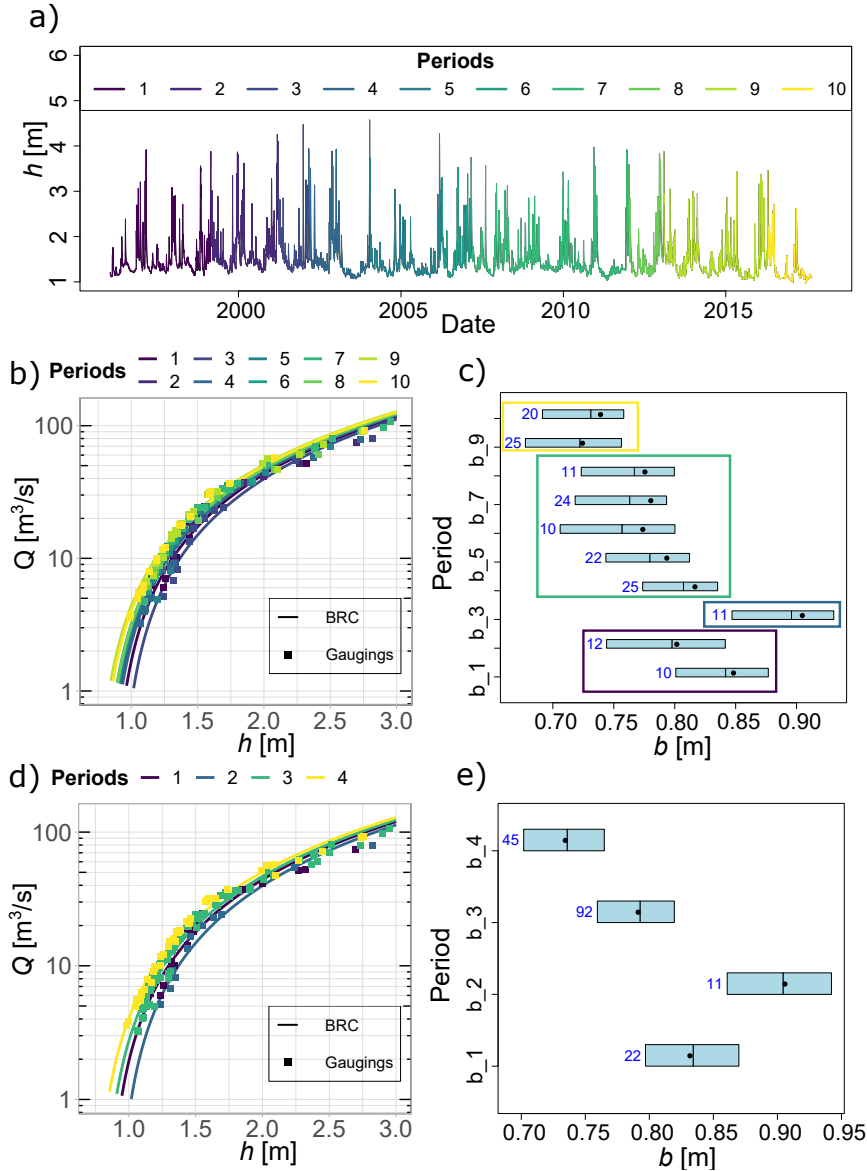 a)
Periods
1 2 3 4 5 6 7 8 9 10
h [m]
6
5
4
3
2
1
2000 2005 2010 2015
Date
b)
Periods
1 3 5 7 9
2 4 6 8 10
Q [m³/s]
100
10
1
BRC
Gaugings
1.0 1.5 2.0 2.5 3.0
h [m]
c)
Period
b_9
b_7
b_5
b_3
b_1
20
25
11
24
10
22
25
11
12
10
0.70 0.75 0.80 0.85 0.90
b [m]
d)
Periods 1 2 3 4
Q [m³/s]
100
10
1
BRC
Gaugings
1.0 1.5 2.0 2.5 3.0
h [m]
e)
Period
b_4
b_3
b_2
b_1
45
92
11
22
0.70 0.75 0.80 0.85 0.90 0.95
b [m]